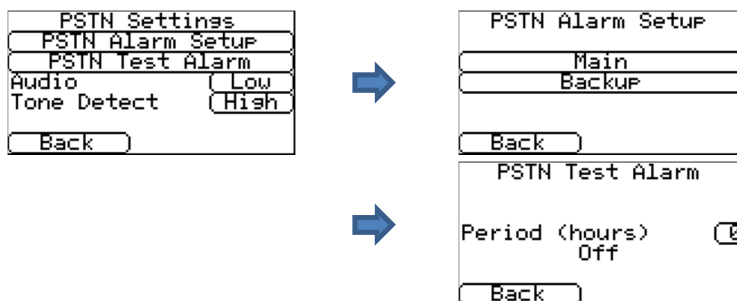 PSTN Settings
PSTN Alarm Setup
PSTN Test Alarm
Audio Low
Tone Detect High
Back
PSTN Alarm Setup
Main
Backup
Back
PSTN Test Alarm
Period (hours)
Off
Back